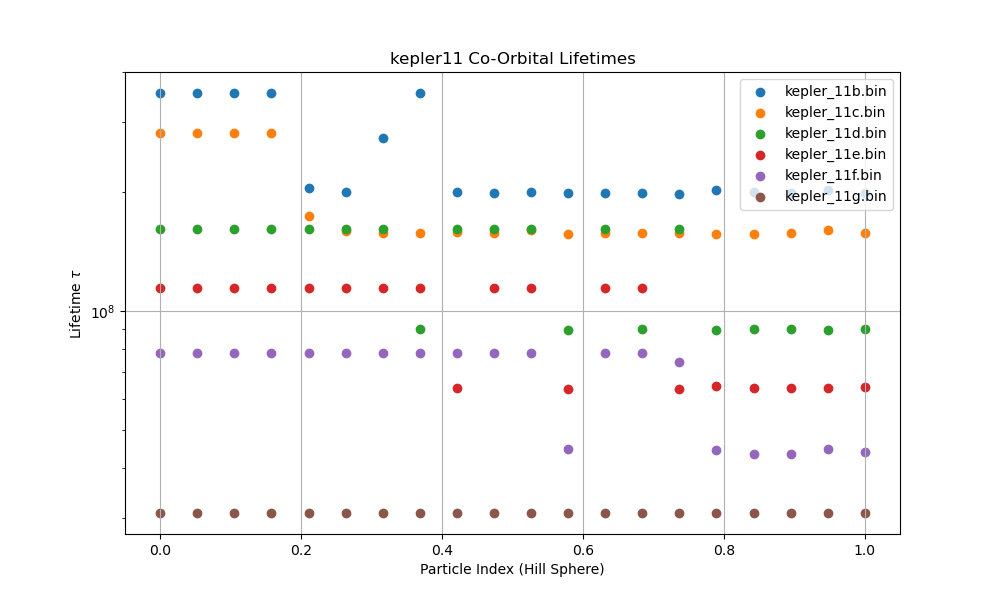 kepler11 Co-Orbital Lifetimes
kepler_11b.bin
kepler_11c.bin
kepler_11d.bin
kepler_11e.bin
kepler_11f.bin
kepler_11g.bin
Lifetime τ
10⁸
0.0 0.2 0.4 0.6 0.8 1.0
Particle Index (Hill Sphere)